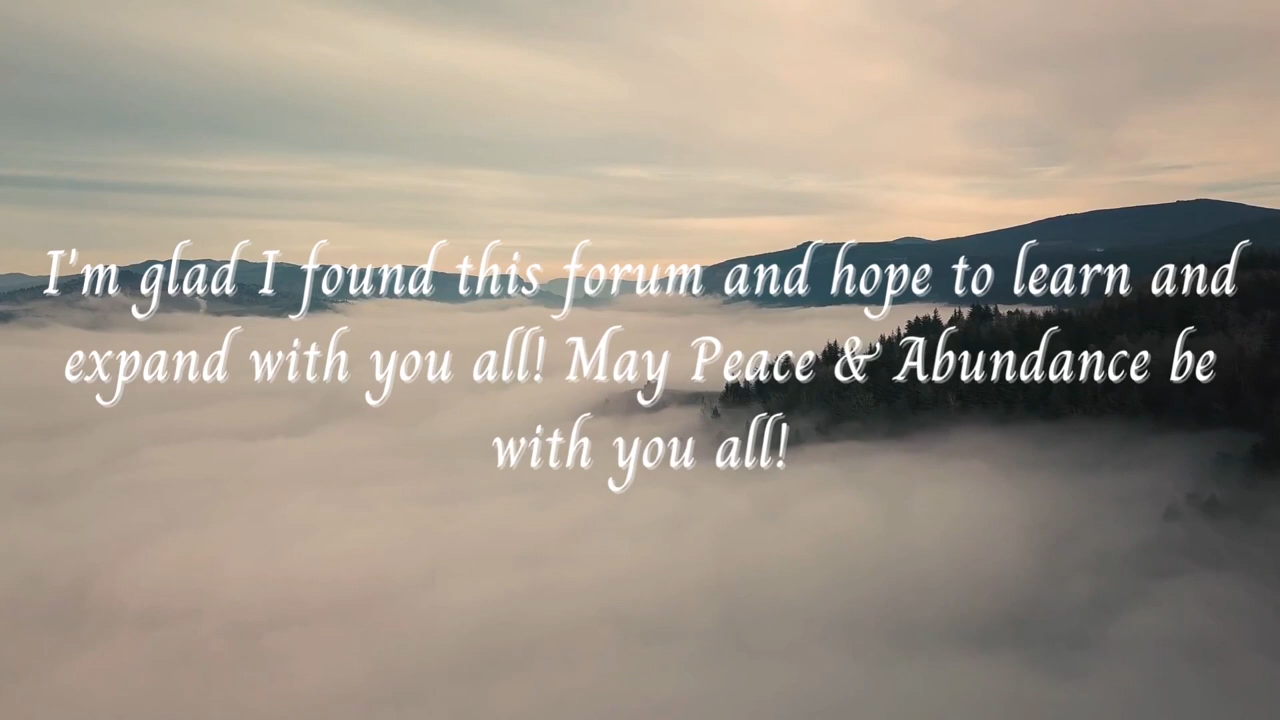 I'm glad I found this forum and hope to learn and
expand with you all! May Peace & Abundance be
with you all!